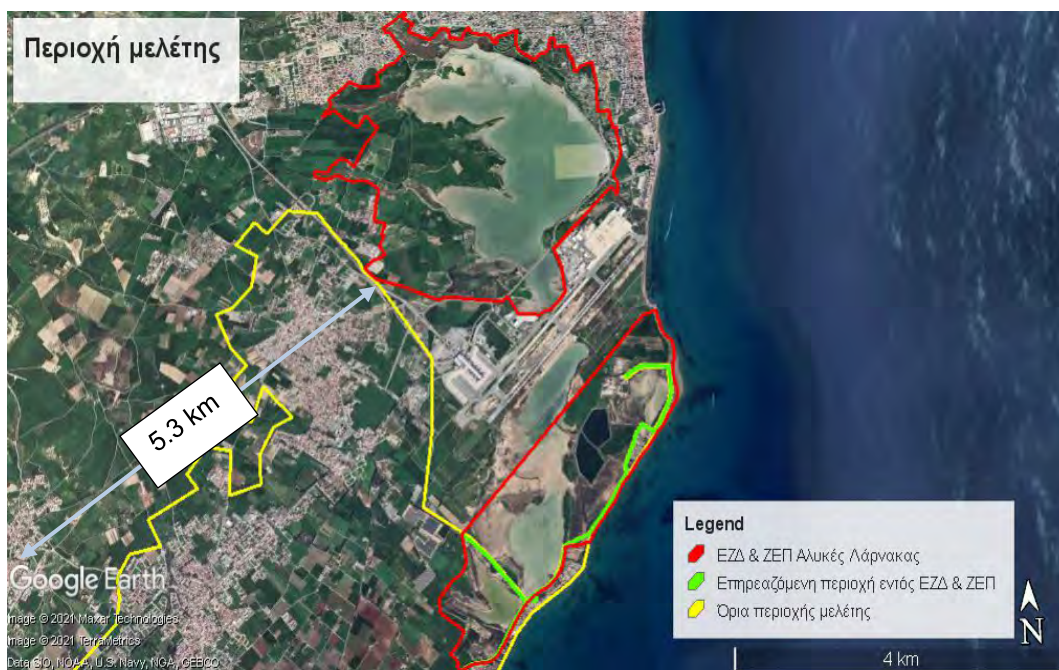 Περιοχή μελέτης
5.3 km
Google Earth
Image © 2021 Maxar Technologies
Image © 2021 TerraMetrics
Data SIO, NOAA, U.S. Navy, NGA, GEBCO
Legend
ΕΖΔ & ΖΕΠ Αλυκές Λάρνακας
Επηρεαζόμενη περιοχή εντός ΕΖΔ & ΖΕΠ
Όρια περιοχής μελέτης
N
4 km